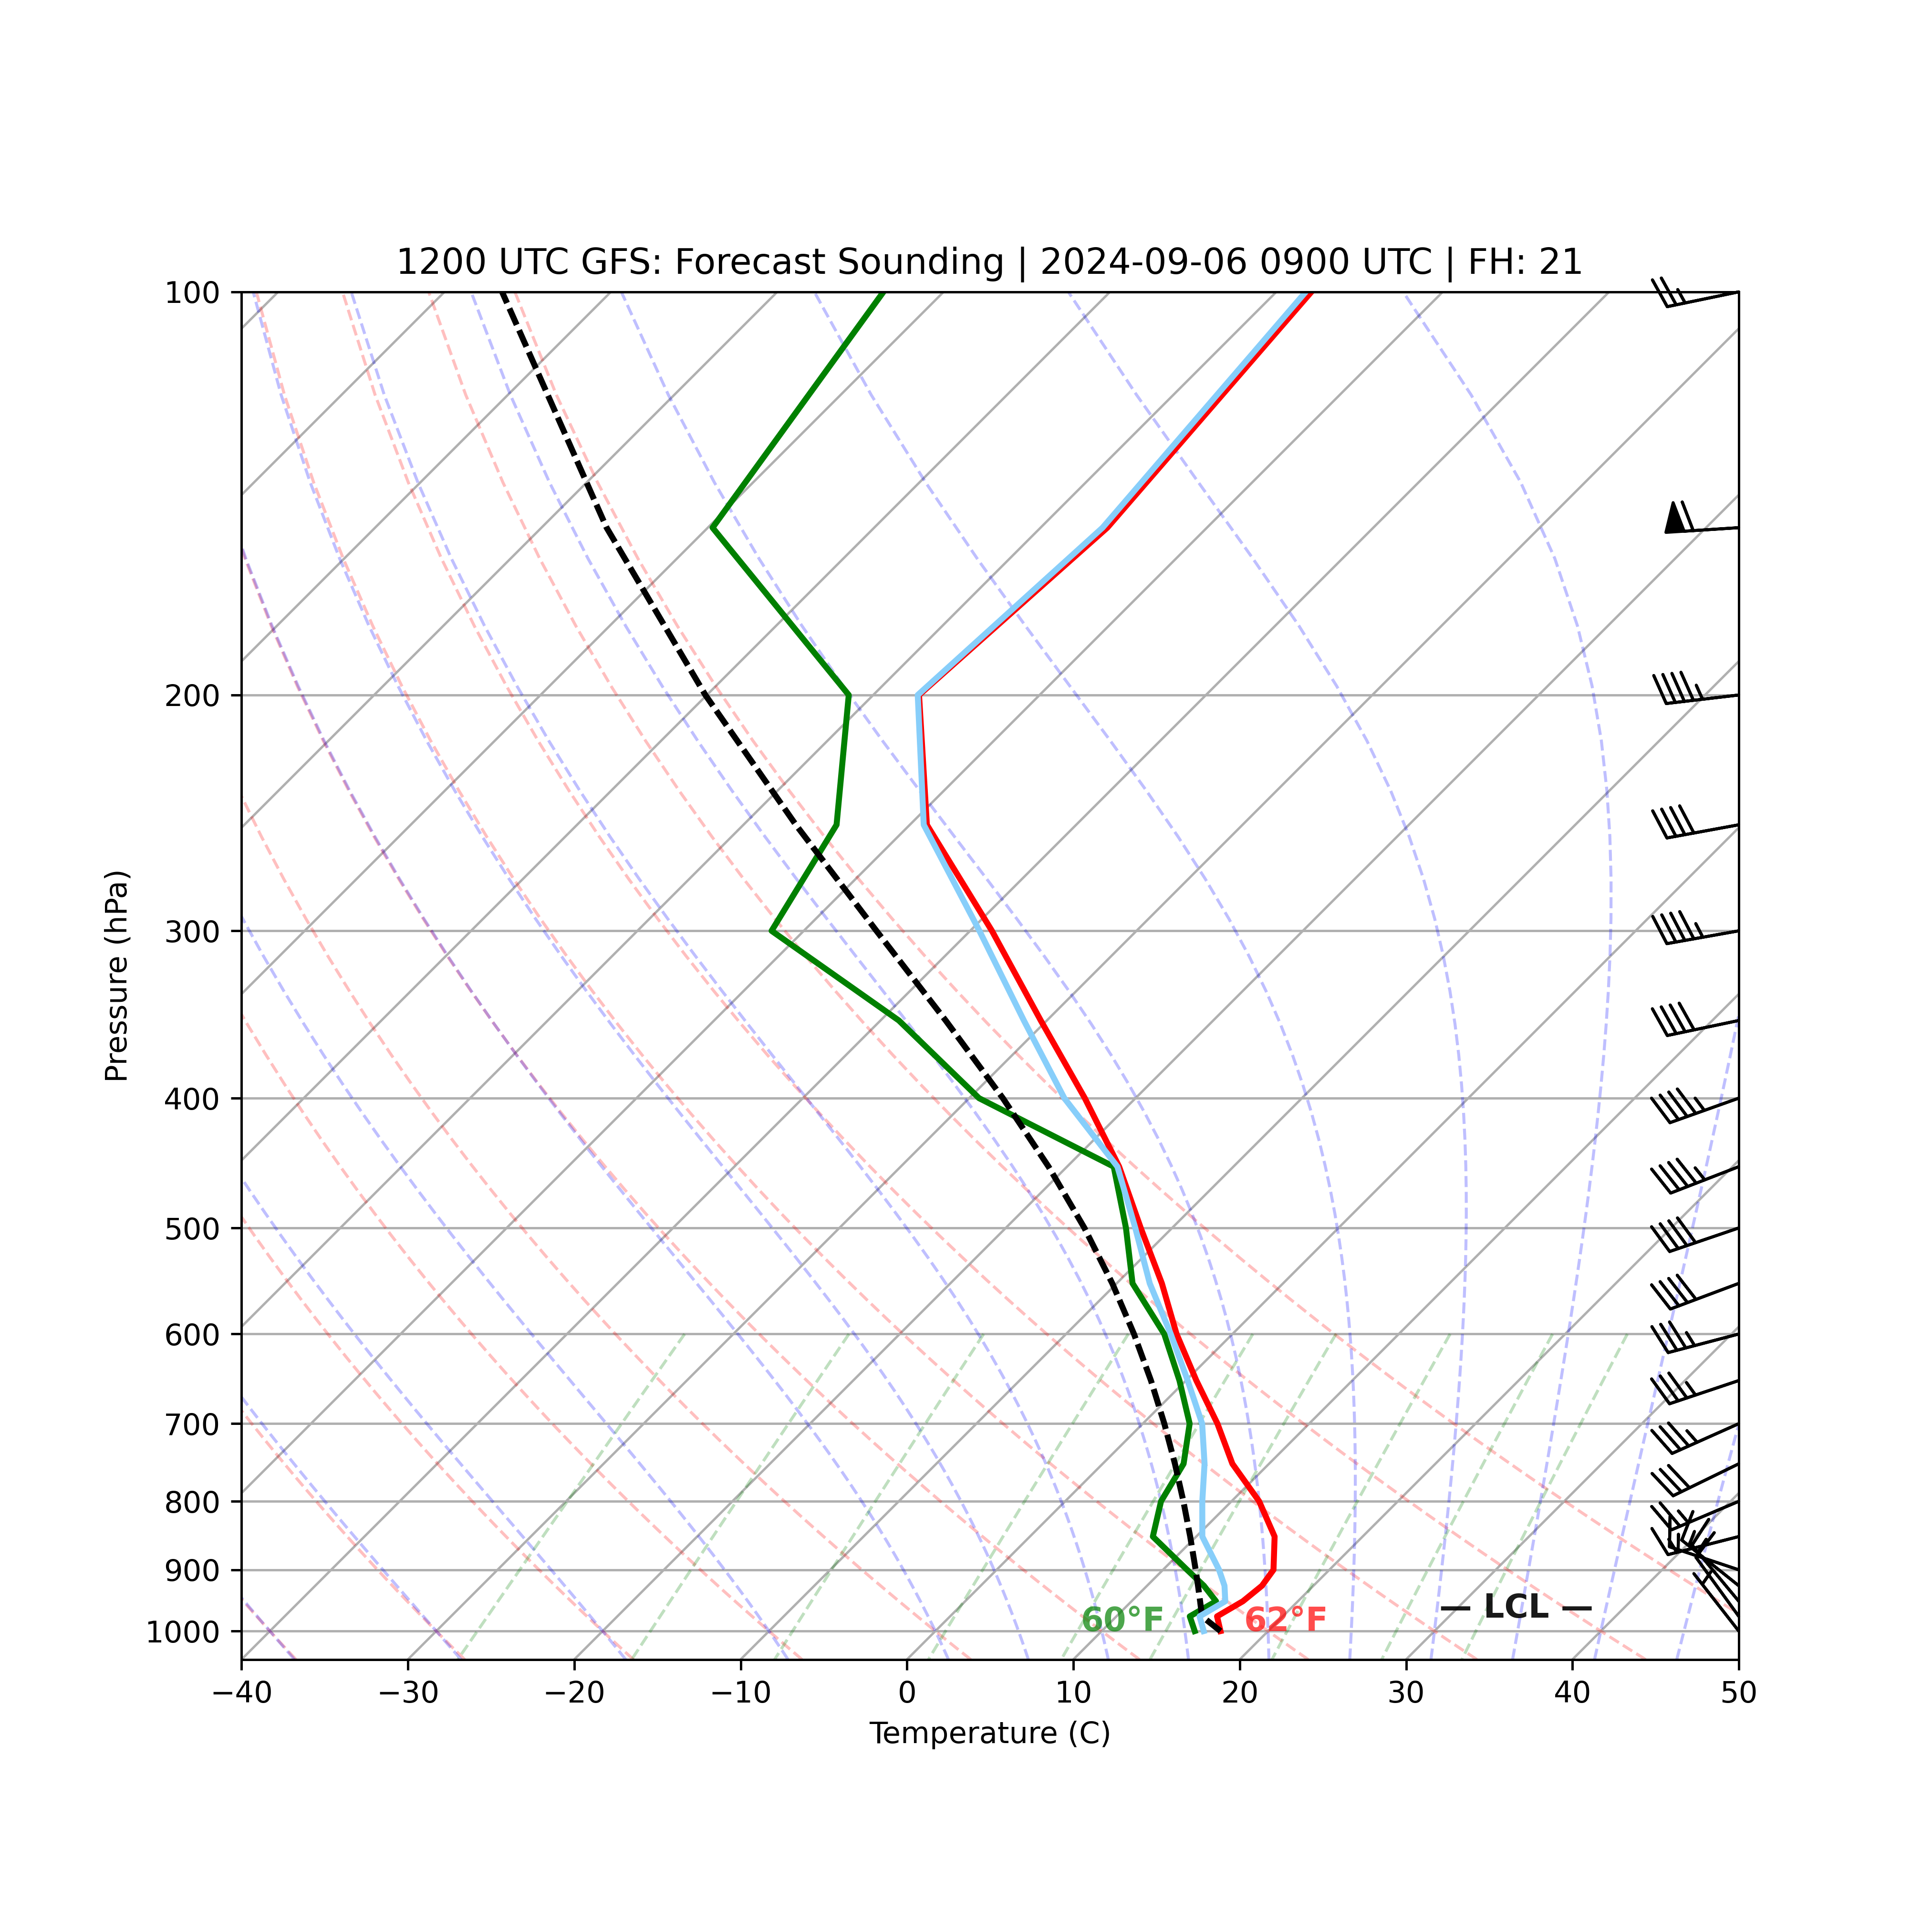 1200 UTC GFS: Forecast Sounding | 2024-09-06 0900 UTC | FH: 21
100
200
300
400
500
600
700
800
900
1000
Pressure (hPa)
60°F
62°F
— LCL —
−40 −30 −20 −10 0 10 20 30 40 50
Temperature (C)